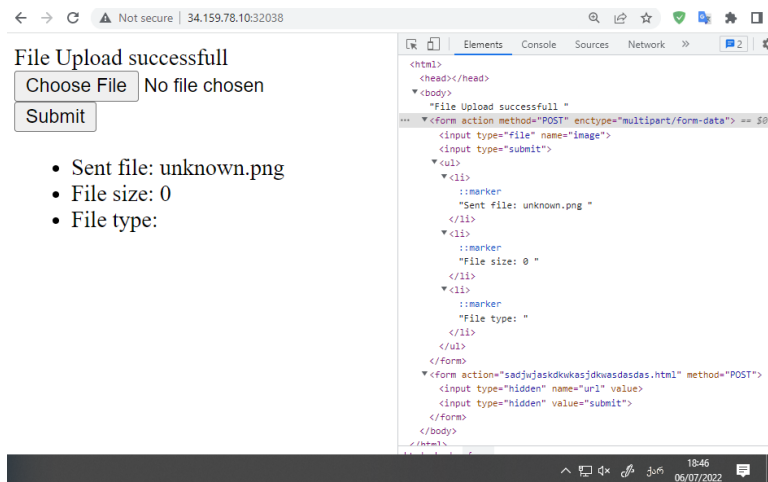 Not secure | 34.159.78.10:32038
File Upload successfull
Choose File No file chosen
Submit
• Sent file: unknown.png
• File size: 0
• File type:
Elements Console Sources Network » 2
<html>
<head></head>
▼<body>
"File Upload successfull "
... ▼<form action method="POST" enctype="multipart/form-data"> == $0
<input type="file" name="image">
<input type="submit">
▼<ul>
▼<li>
::marker
"Sent file: unknown.png "
</li>
▼<li>
::marker
"File size: 0 "
</li>
▼<li>
::marker
"File type: "
</li>
</ul>
</form>
▼<form action="sadjwjaskdkwkasjdkwasdasdas.html" method="POST">
<input type="hidden" name="url" value>
<input type="hidden" value="submit">
</form>
</body>
</html>
ქარ 18:46
06/07/2022